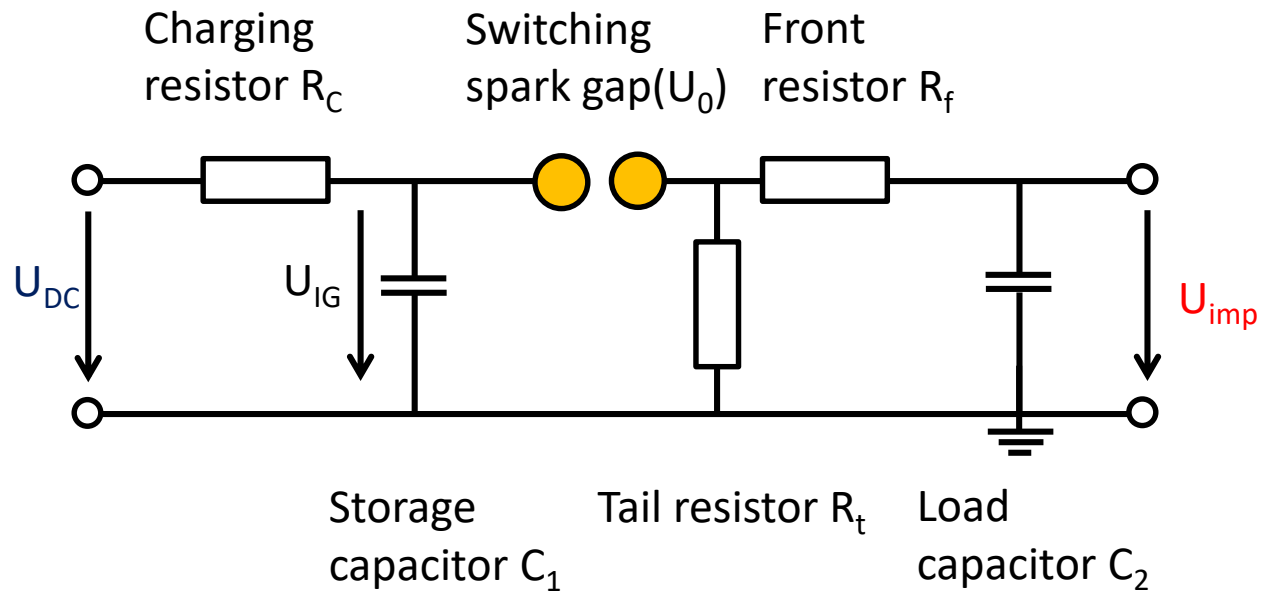 Charging
resistor R_C
Switching
spark gap(U_0)
Front
resistor R_f
U_DC
U_IG
U_imp
Storage
capacitor C_1
Tail resistor R_t
Load
capacitor C_2